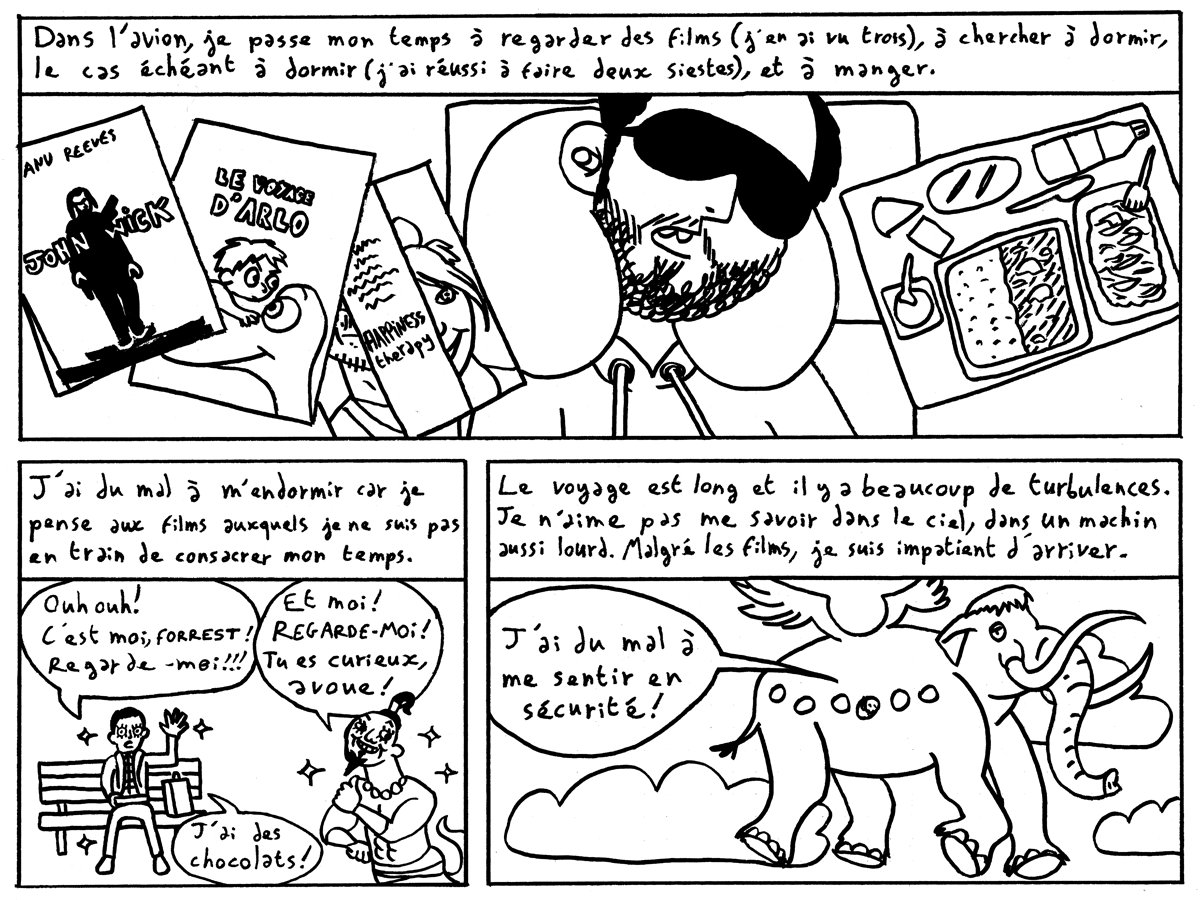 Dans l'avion, je passe mon temps à regarder des films (j'en ai vu trois), à chercher à dormir,
le cas échéant à dormir (j'ai réussi à faire deux siestes), et à manger.
ANU REEVES
JOHN WICK
LE VOYAGE
D'ARLO
HAPPINESS
therapy
J'ai du mal à m'endormir car je
pense aux films auxquels je ne suis pas
en train de consacrer mon temps.
Ouh ouh!
C'est moi, FORREST!
Regarde-moi!!!
Et moi!
REGARDE-MOI!
Tu es curieux,
avoue!
J'ai des
chocolats!
Le voyage est long et il y a beaucoup de turbulences.
Je n'aime pas me savoir dans le ciel, dans un machin
aussi lourd. Malgré les films, je suis impatient d'arriver.
J'ai du mal à
me sentir en
sécurité!